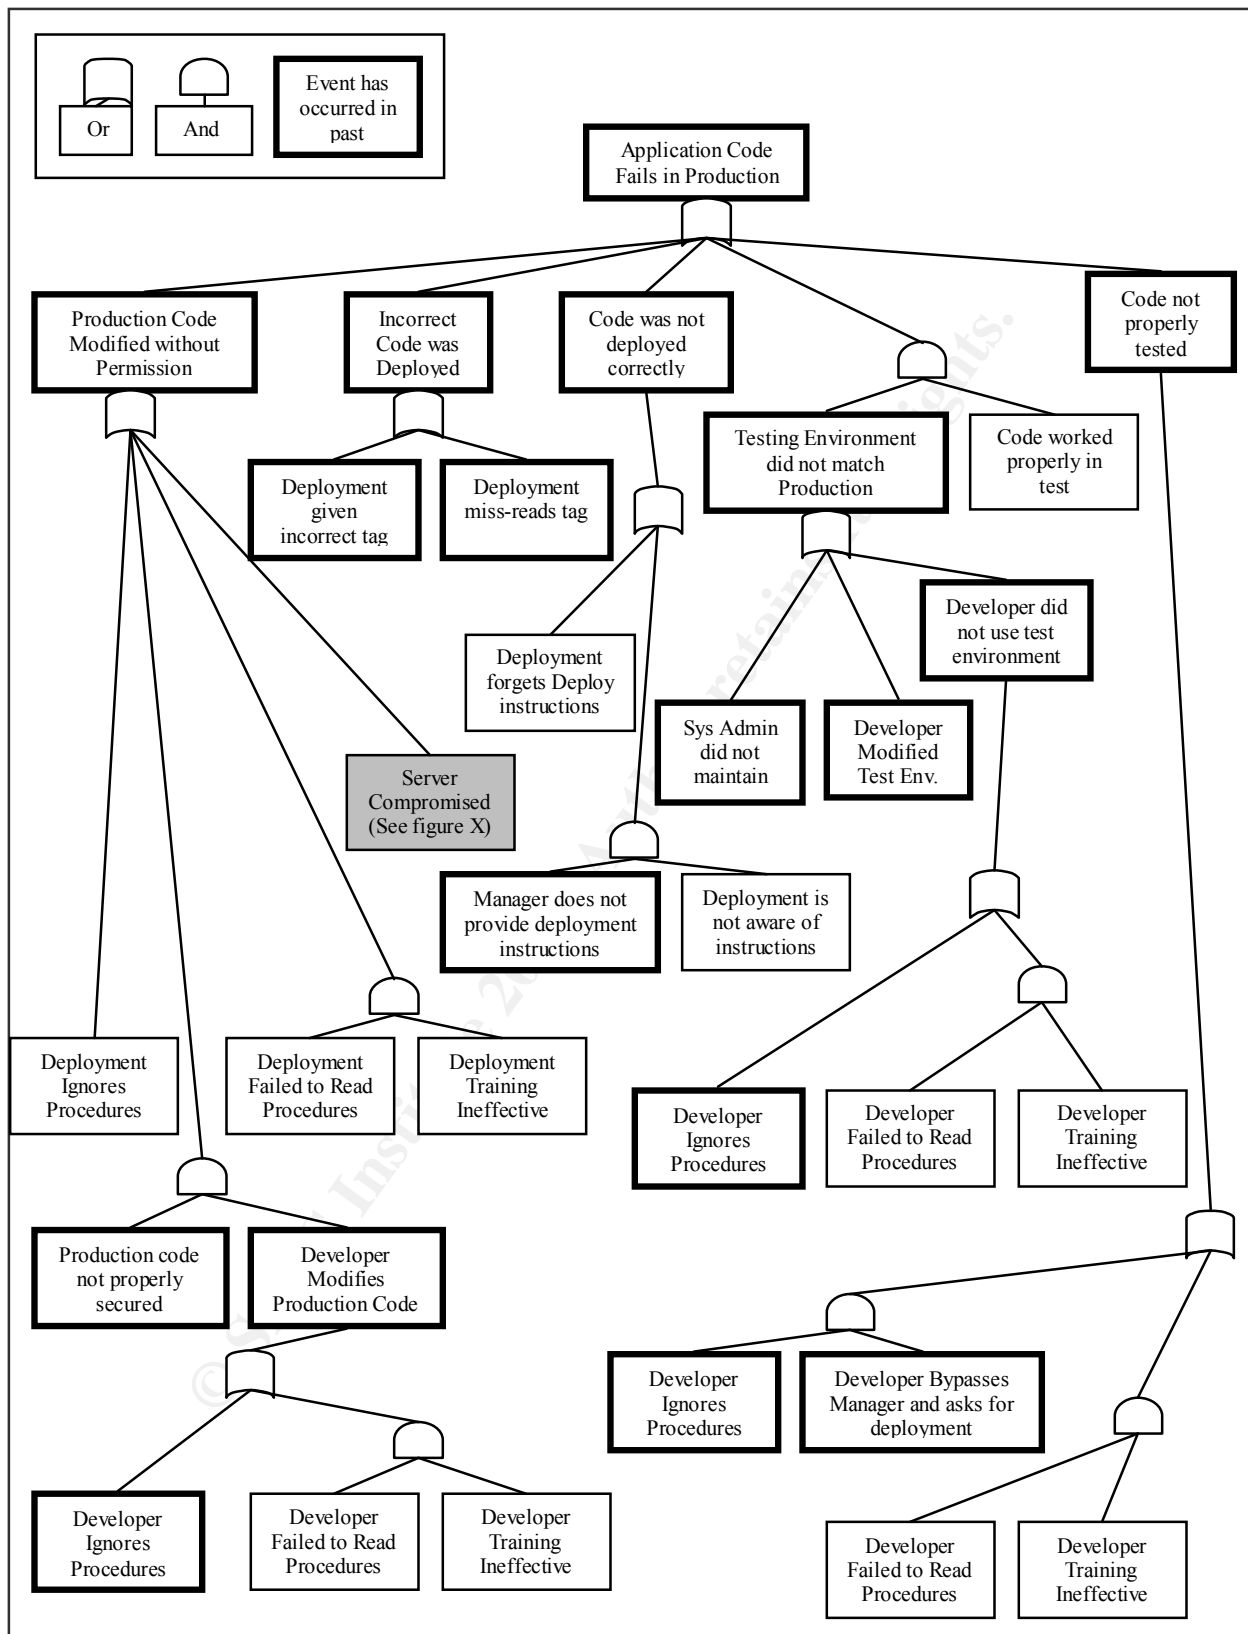 Or
And
Event has
occurred in
past
Application Code
Fails in Production
Production Code
Modified without
Permission
Incorrect
Code was
Deployed
Code was not
deployed
correctly
Code not
properly
tested
Testing Environment
did not match
Production
Code worked
properly in
test
Deployment
given
incorrect tag
Deployment
miss-reads tag
Developer did
not use test
environment
Deployment
forgets Deploy
instructions
Sys Admin
did not
maintain
Developer
Modified
Test Env.
Server
Compromised
(See figure X)
Manager does not
provide deployment
instructions
Deployment is
not aware of
instructions
Deployment
Ignores
Procedures
Deployment
Failed to Read
Procedures
Deployment
Training
Ineffective
Developer
Ignores
Procedures
Developer
Failed to Read
Procedures
Developer
Training
Ineffective
Production code
not properly
secured
Developer
Modifies
Production Code
Developer
Ignores
Procedures
Developer Bypasses
Manager and asks for
deployment
Developer
Ignores
Procedures
Developer
Failed to Read
Procedures
Developer
Training
Ineffective
Developer
Failed to Read
Procedures
Developer
Training
Ineffective